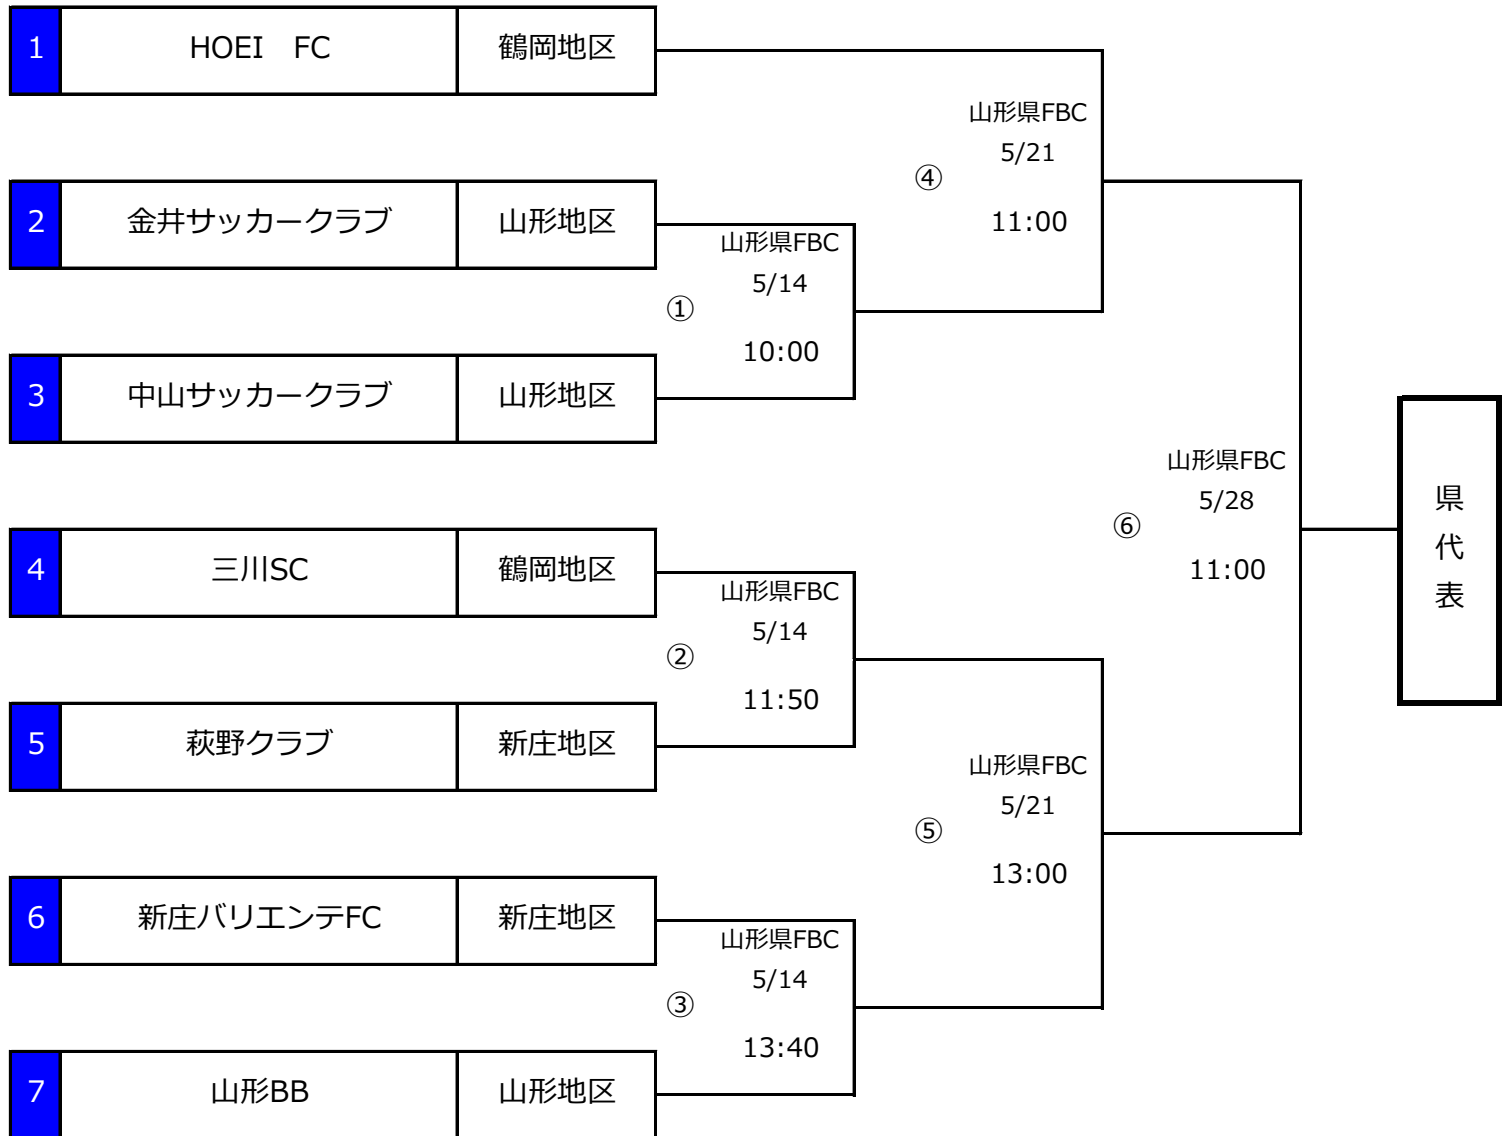 1 HOEI　FC 鶴岡地区
山形県FBC
5/21
④
11:00
2 金井サッカークラブ 山形地区
山形県FBC
5/14
①
10:00
3 中山サッカークラブ 山形地区
山形県FBC
5/28
⑥
11:00
県
代
表
4 三川SC 鶴岡地区
山形県FBC
5/14
②
11:50
5 萩野クラブ 新庄地区
山形県FBC
5/21
⑤
13:00
6 新庄バリエンテFC 新庄地区
山形県FBC
5/14
③
13:40
7 山形BB 山形地区